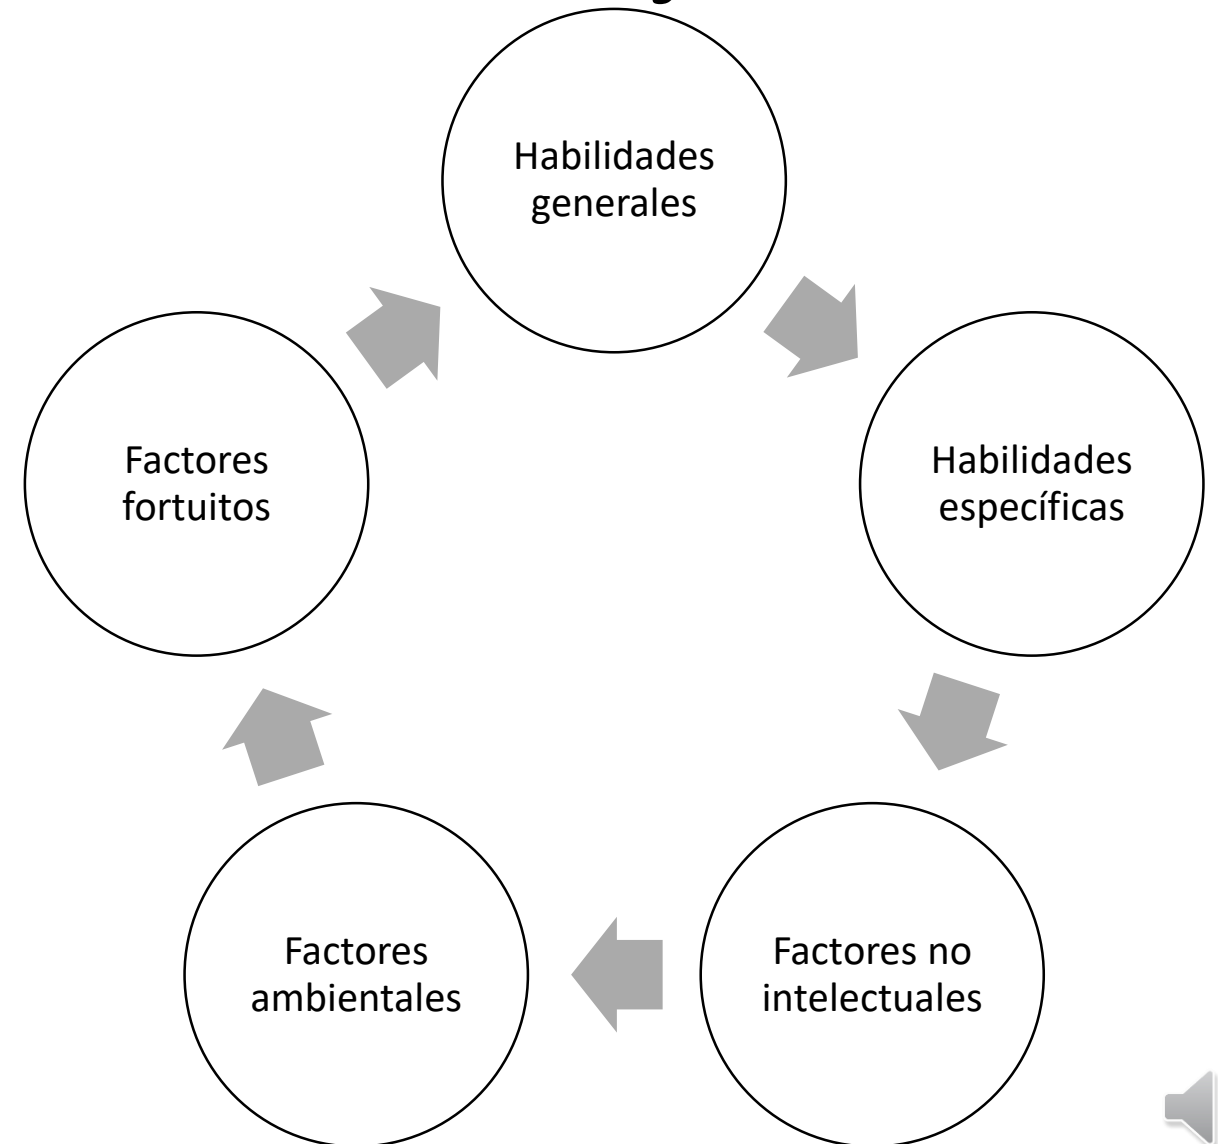 Habilidades
generales
Habilidades
específicas
Factores no
intelectuales
Factores
ambientales
Factores
fortuitos